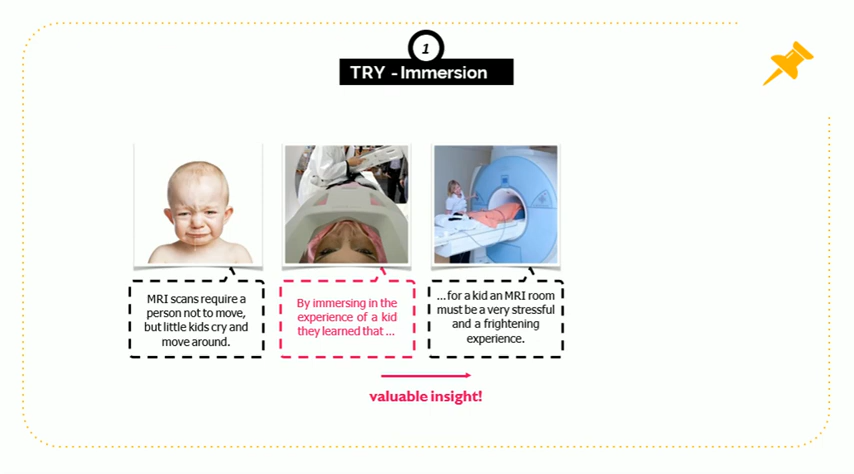 1
TRY - Immersion
MRI scans require a
person not to move,
but little kids cry and
move around.
By immersing in the
experience of a kid
they learned that ...
...for a kid an MRI room
must be a very stressful
and a frightening
experience.
valuable insight!